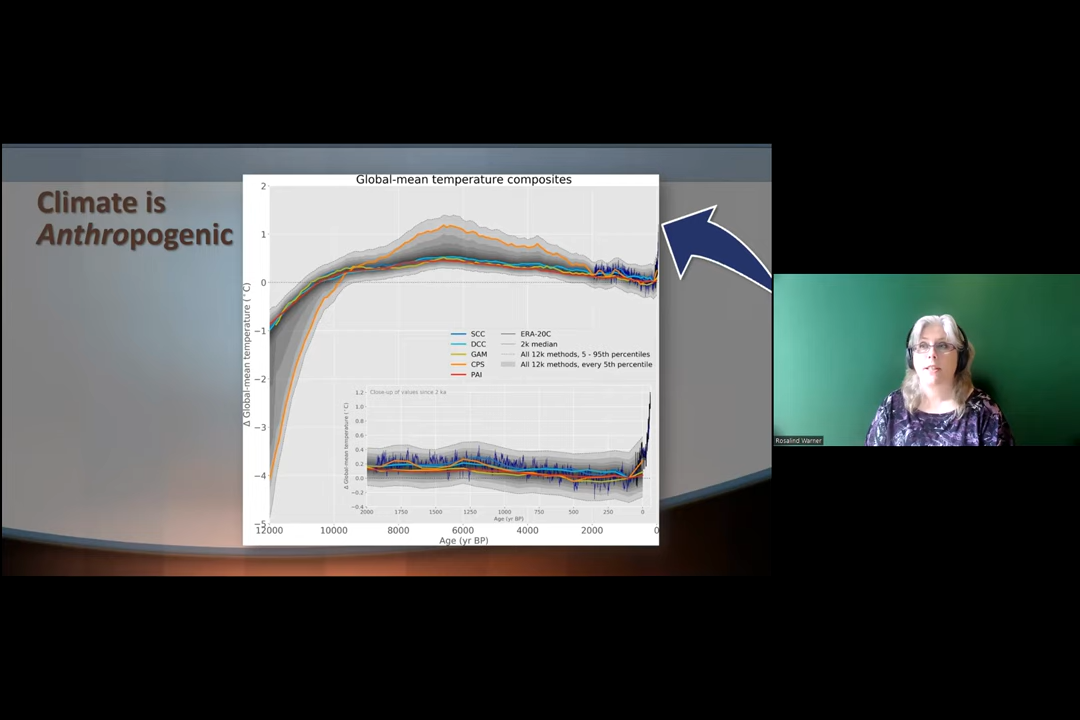 Climate is
Anthropogenic
Global-mean temperature composites
2
1
0
−1
−2
−3
−4
−5
Δ Global-mean temperature (°C)
SCC
DCC
GAM
CPS
PAI
ERA-20C
2k median
All 12k methods, 5 - 95th percentiles
All 12k methods, every 5th percentile
Close-up of values since 2 ka
1.2
1.0
0.8
0.6
0.4
0.2
0.0
−0.2
−0.4
Δ Global-mean temperature (°C)
2000 1750 1500 1250 1000 750 500 250 0
Age (yr BP)
12000 10000 8000 6000 4000 2000 0
Age (yr BP)
Rosalind Warner